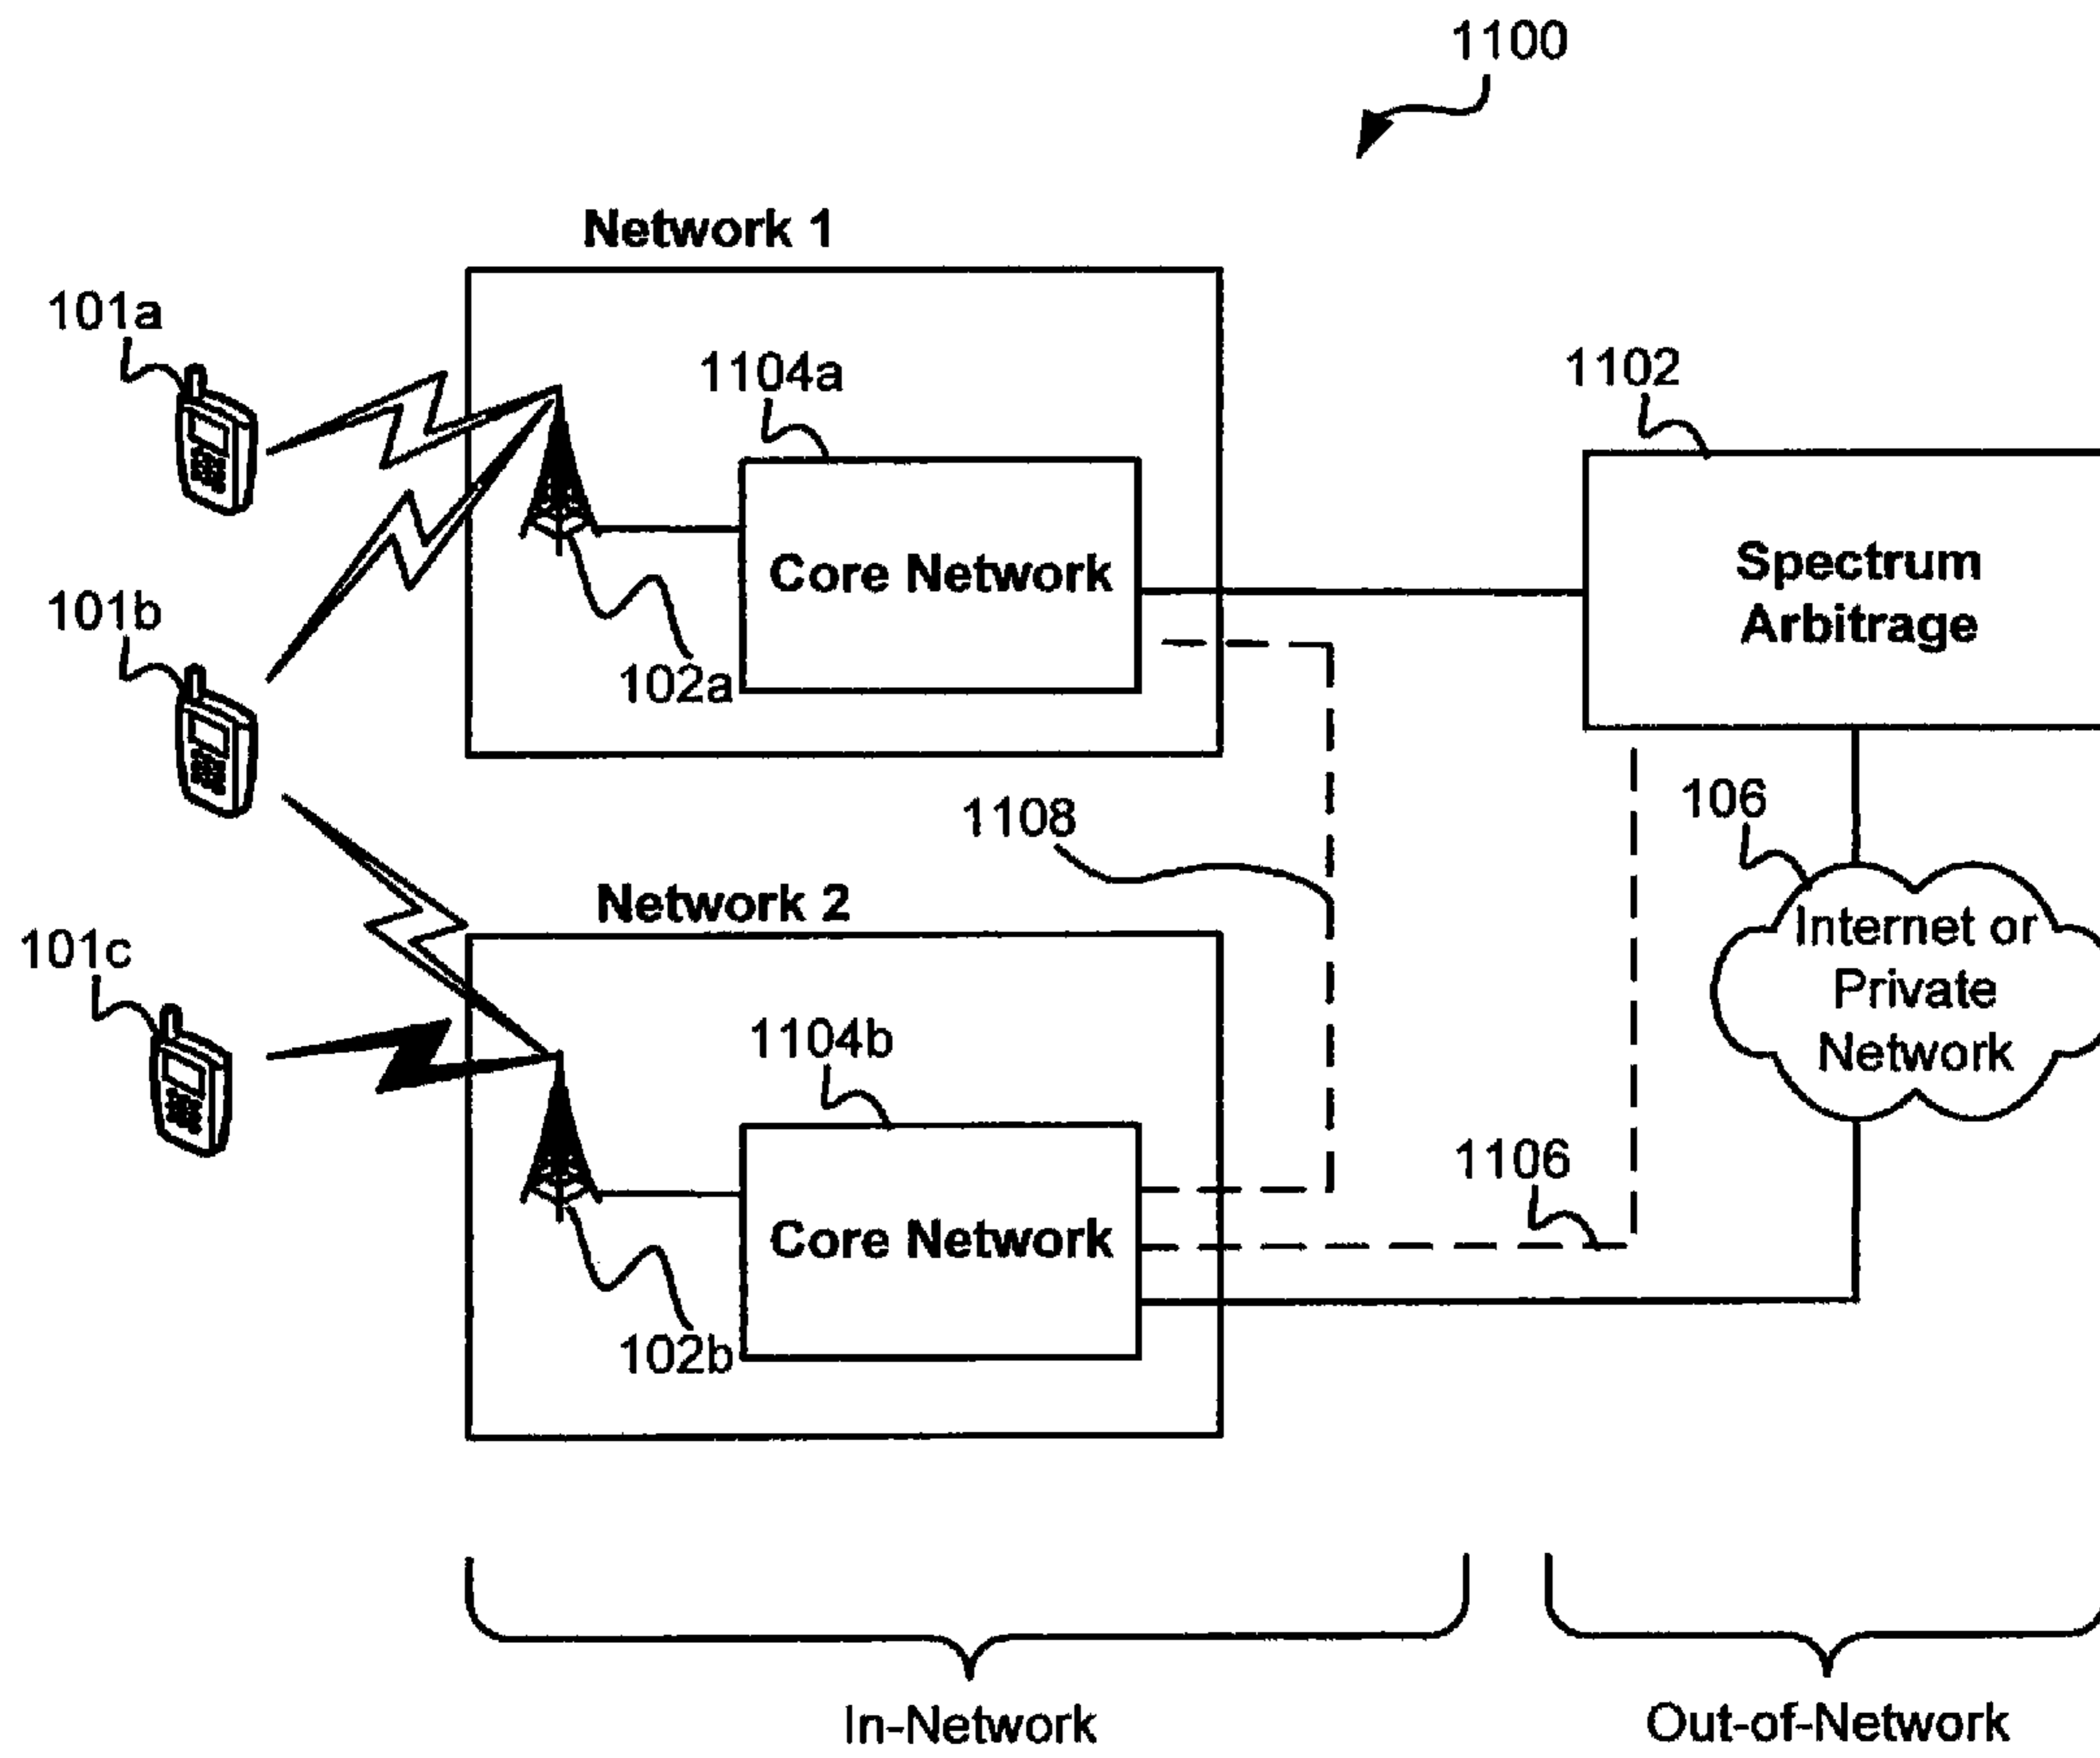 1100
Network 1
101a
1104a
1102
Core Network
Spectrum
Arbitrage
101b
102a
1108
106
Network 2
Internet or
Private
Network
101c
1104b
1106
Core Network
102b
In-Network
Out-of-Network